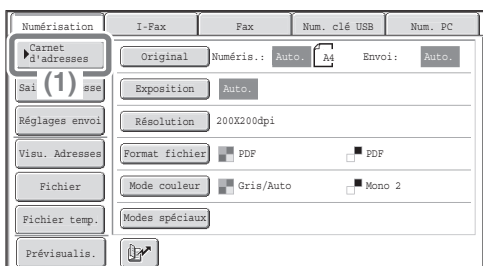 Numérisation
I-Fax
Fax
Num. clé USB
Num. PC
Carnet
d'adresses
(1)
Original
Numéris.:
Auto.
A4
Envoi:
Auto.
Exposition
Auto.
Réglages envoi
Résolution
200X200dpi
Visu. Adresses
Format fichier
PDF
PDF
Fichier
Mode couleur
Gris/Auto
Mono 2
Fichier temp.
Modes spéciaux
Prévisualis.